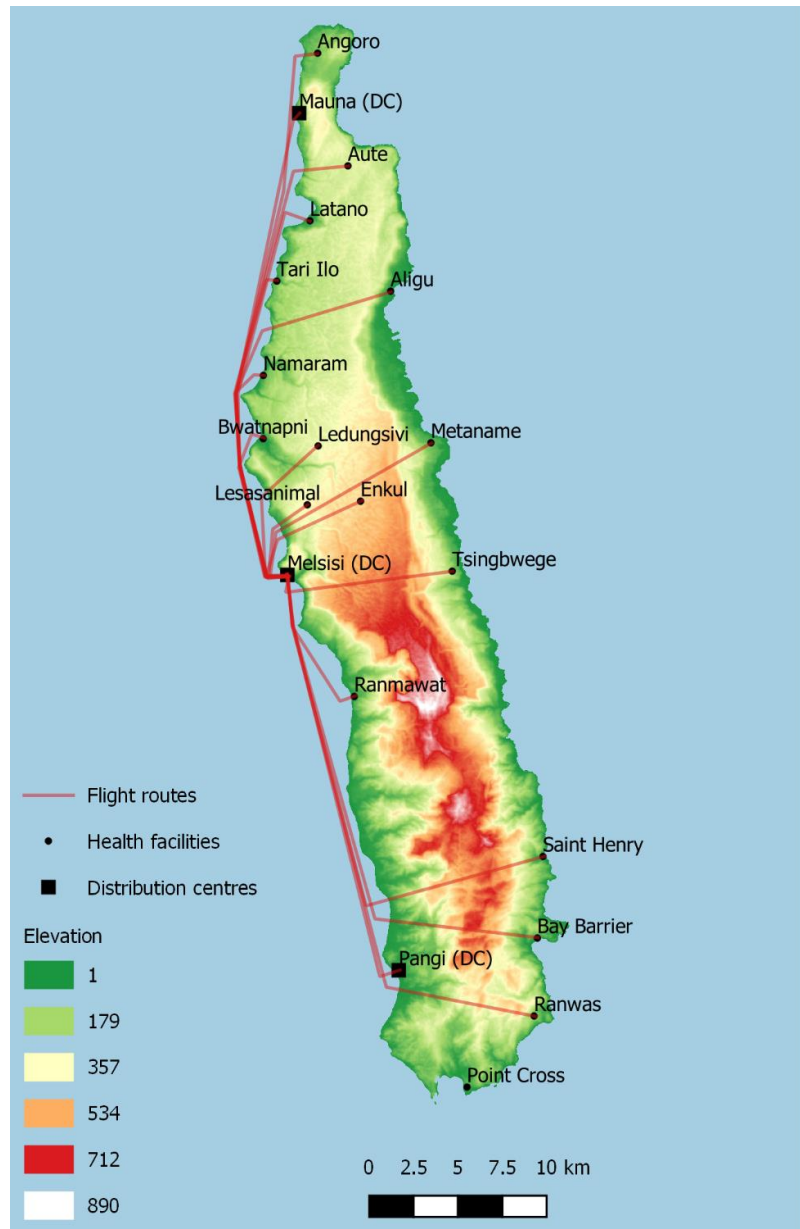 Angoro
Mauna (DC)
Aute
Latano
Tari Ilo
Aligu
Namaram
Bwatnapni
Ledungsivi
Metaname
Lesasanimal
Enkul
Melsisi (DC)
Tsingbwege
Ranmawat
Flight routes
Health facilities
Saint Henry
Distribution centres
Bay Barrier
Elevation
Pangi (DC)
1
179
Ranwas
357
Point Cross
534
712
890
0 2.5 5 7.5 10 km